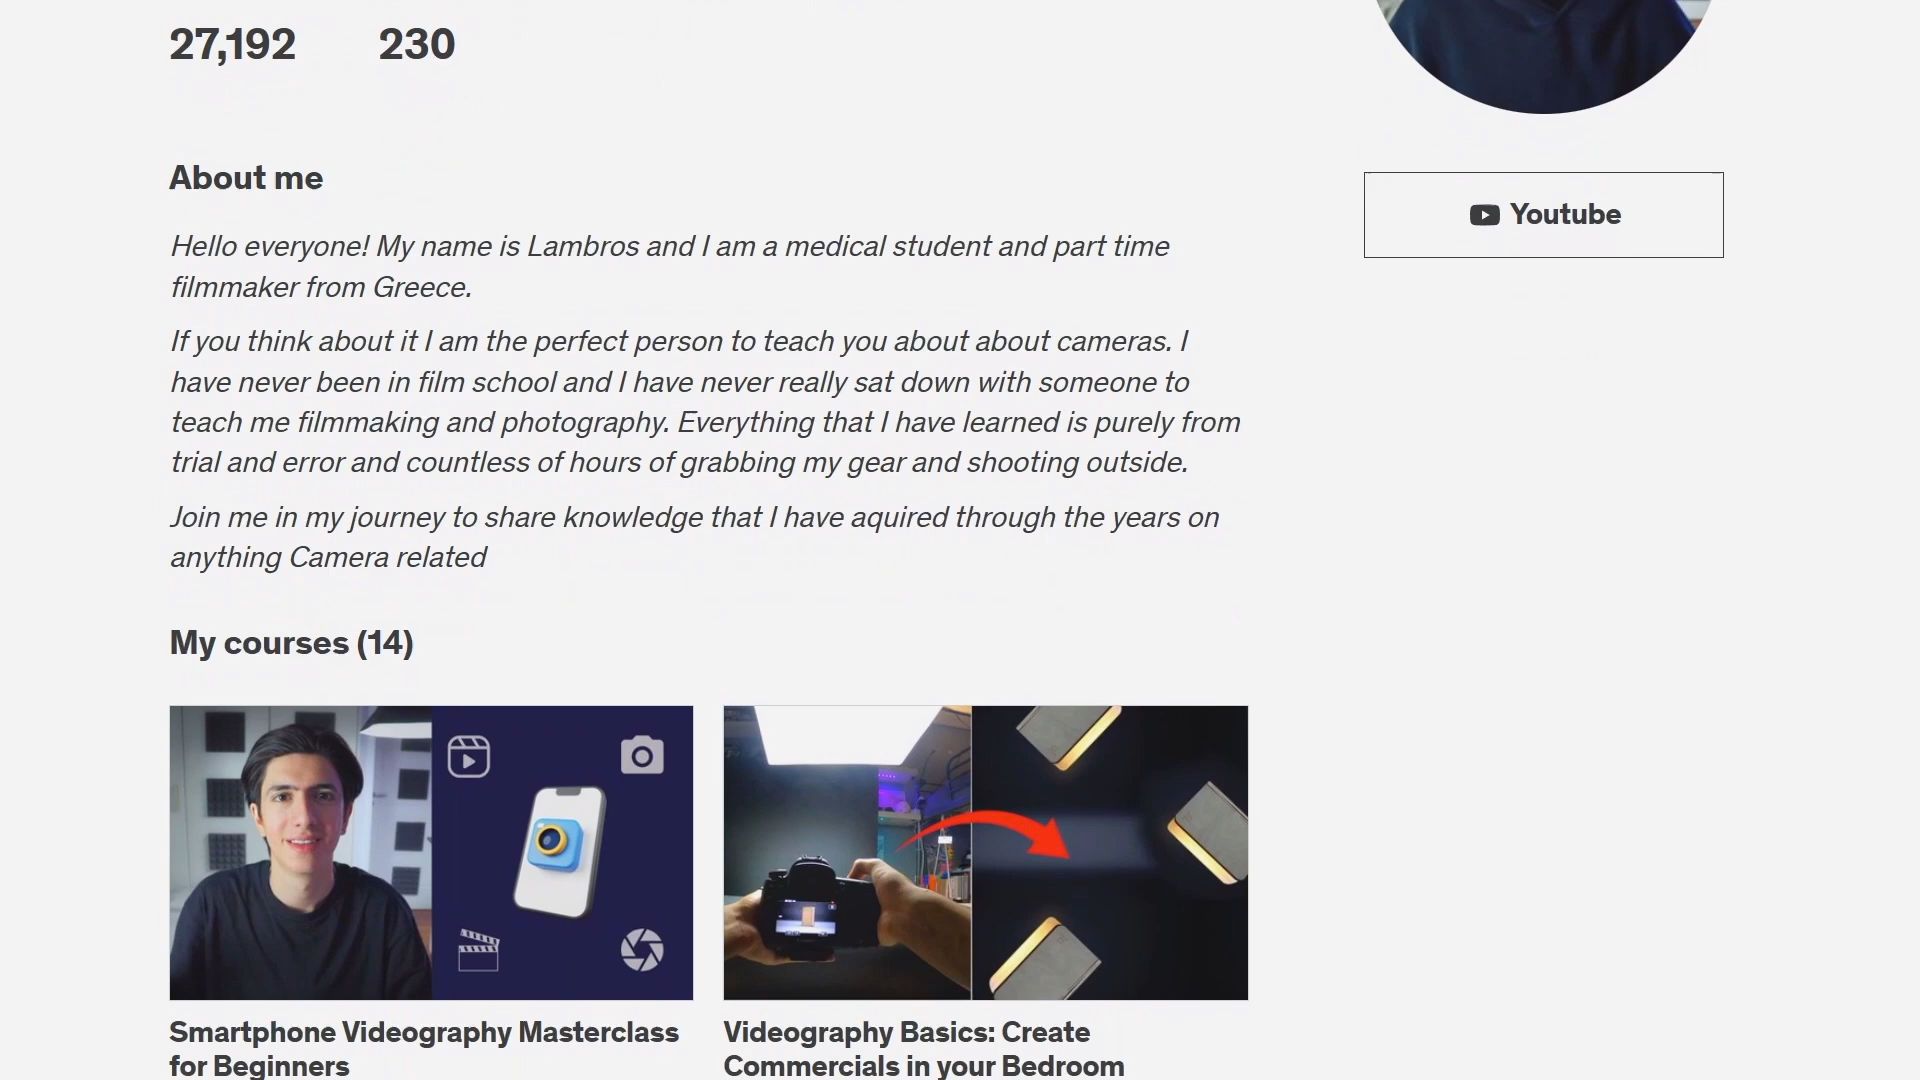 27,192 230
About me
Youtube
Hello everyone! My name is Lambros and I am a medical student and part time
filmmaker from Greece.
If you think about it I am the perfect person to teach you about about cameras. I
have never been in film school and I have never really sat down with someone to
teach me filmmaking and photography. Everything that I have learned is purely from
trial and error and countless of hours of grabbing my gear and shooting outside.
Join me in my journey to share knowledge that I have aquired through the years on
anything Camera related
My courses (14)
Smartphone Videography Masterclass
for Beginners
Videography Basics: Create
Commercials in your Bedroom